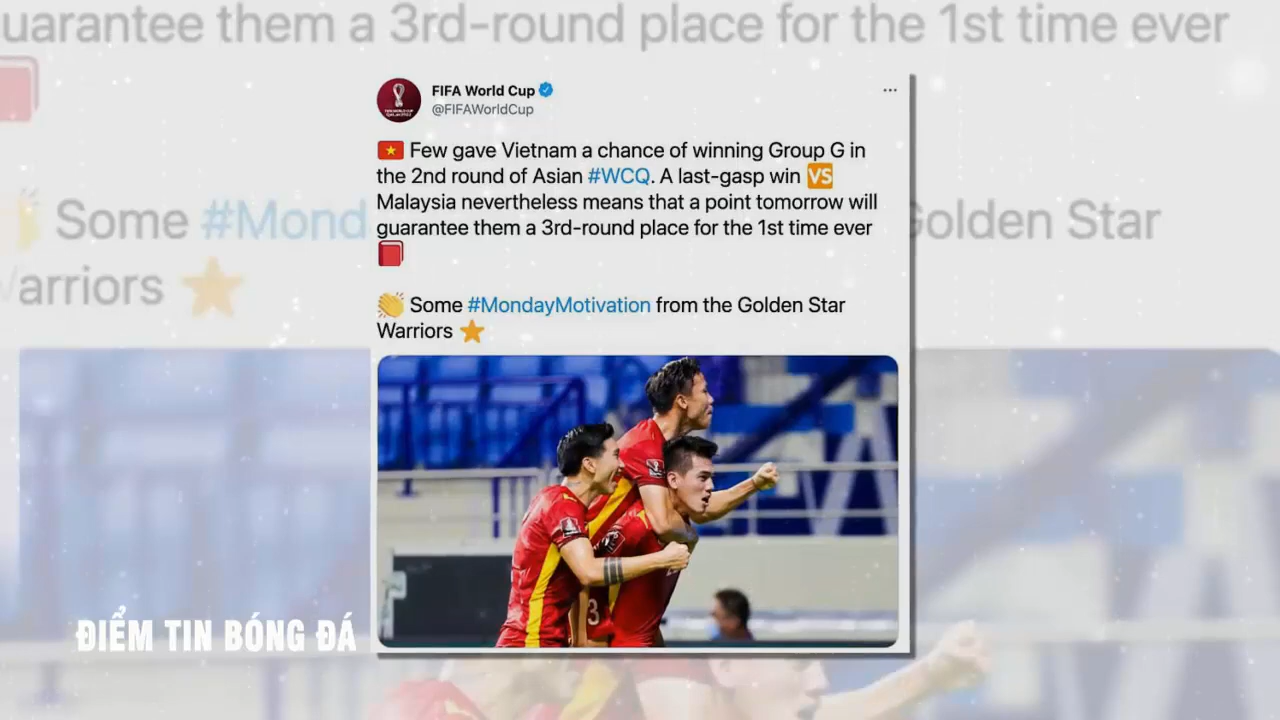 uarantee them a 3rd-round place for the 1st time ever
FIFA World Cup
@FIFAWorldCup
🇻🇳 Few gave Vietnam a chance of winning Group G in
the 2nd round of Asian #WCQ. A last-gasp win 🆚
Malaysia nevertheless means that a point tomorrow will
guarantee them a 3rd-round place for the 1st time ever
📕
👏 Some #MondayMotivation from the Golden Star
Warriors ⭐
Some #Mond
Golden Star
arriors ⭐
3
ĐIỂM TIN BÓNG ĐÁ